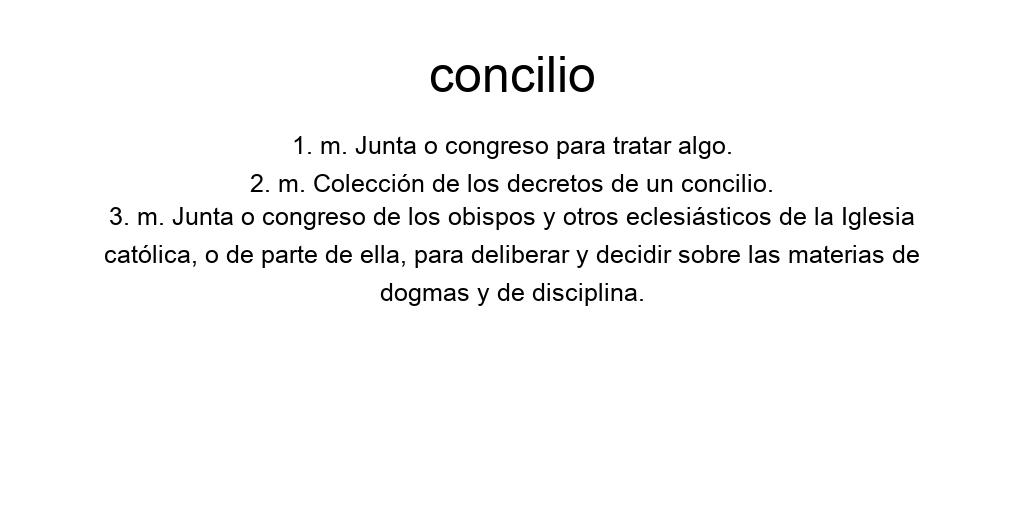 concilio
1. m. Junta o congreso para tratar algo.
2. m. Colección de los decretos de un concilio.
3. m. Junta o congreso de los obispos y otros eclesiásticos de la Iglesia
católica, o de parte de ella, para deliberar y decidir sobre las materias de
dogmas y de disciplina.